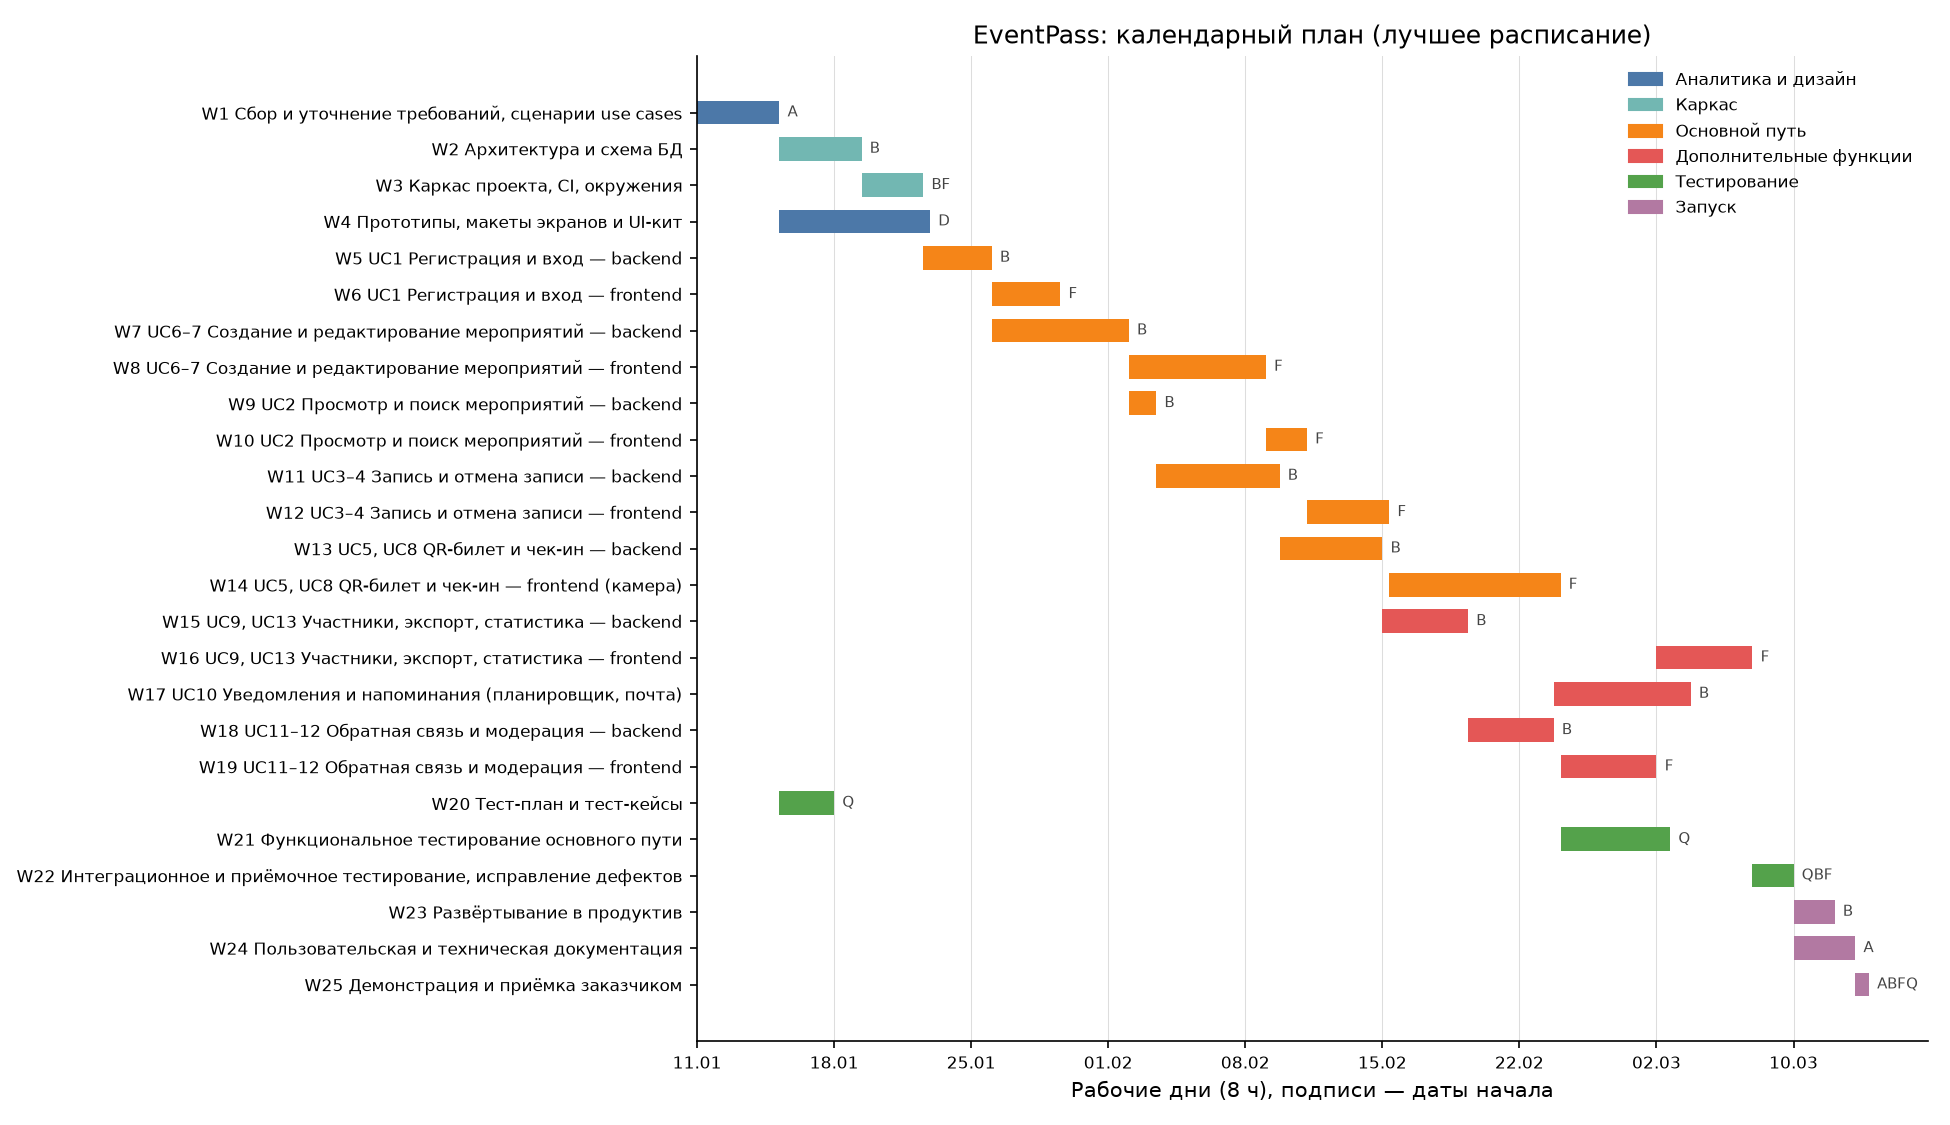 EventPass: календарный план (лучшее расписание)
Аналитика и дизайн
Каркас
Основной путь
Дополнительные функции
Тестирование
Запуск
W1 Сбор и уточнение требований, сценарии use cases A
W2 Архитектура и схема БД B
W3 Каркас проекта, CI, окружения BF
W4 Прототипы, макеты экранов и UI-кит D
W5 UC1 Регистрация и вход — backend B
W6 UC1 Регистрация и вход — frontend F
W7 UC6–7 Создание и редактирование мероприятий — backend B
W8 UC6–7 Создание и редактирование мероприятий — frontend F
W9 UC2 Просмотр и поиск мероприятий — backend B
W10 UC2 Просмотр и поиск мероприятий — frontend F
W11 UC3–4 Запись и отмена записи — backend B
W12 UC3–4 Запись и отмена записи — frontend F
W13 UC5, UC8 QR-билет и чек-ин — backend B
W14 UC5, UC8 QR-билет и чек-ин — frontend (камера) F
W15 UC9, UC13 Участники, экспорт, статистика — backend B
W16 UC9, UC13 Участники, экспорт, статистика — frontend F
W17 UC10 Уведомления и напоминания (планировщик, почта) B
W18 UC11–12 Обратная связь и модерация — backend B
W19 UC11–12 Обратная связь и модерация — frontend F
W20 Тест-план и тест-кейсы Q
W21 Функциональное тестирование основного пути Q
W22 Интеграционное и приёмочное тестирование, исправление дефектов QBF
W23 Развёртывание в продуктив B
W24 Пользовательская и техническая документация A
W25 Демонстрация и приёмка заказчиком ABFQ
11.01 18.01 25.01 01.02 08.02 15.02 22.02 02.03 10.03
Рабочие дни (8 ч), подписи — даты начала